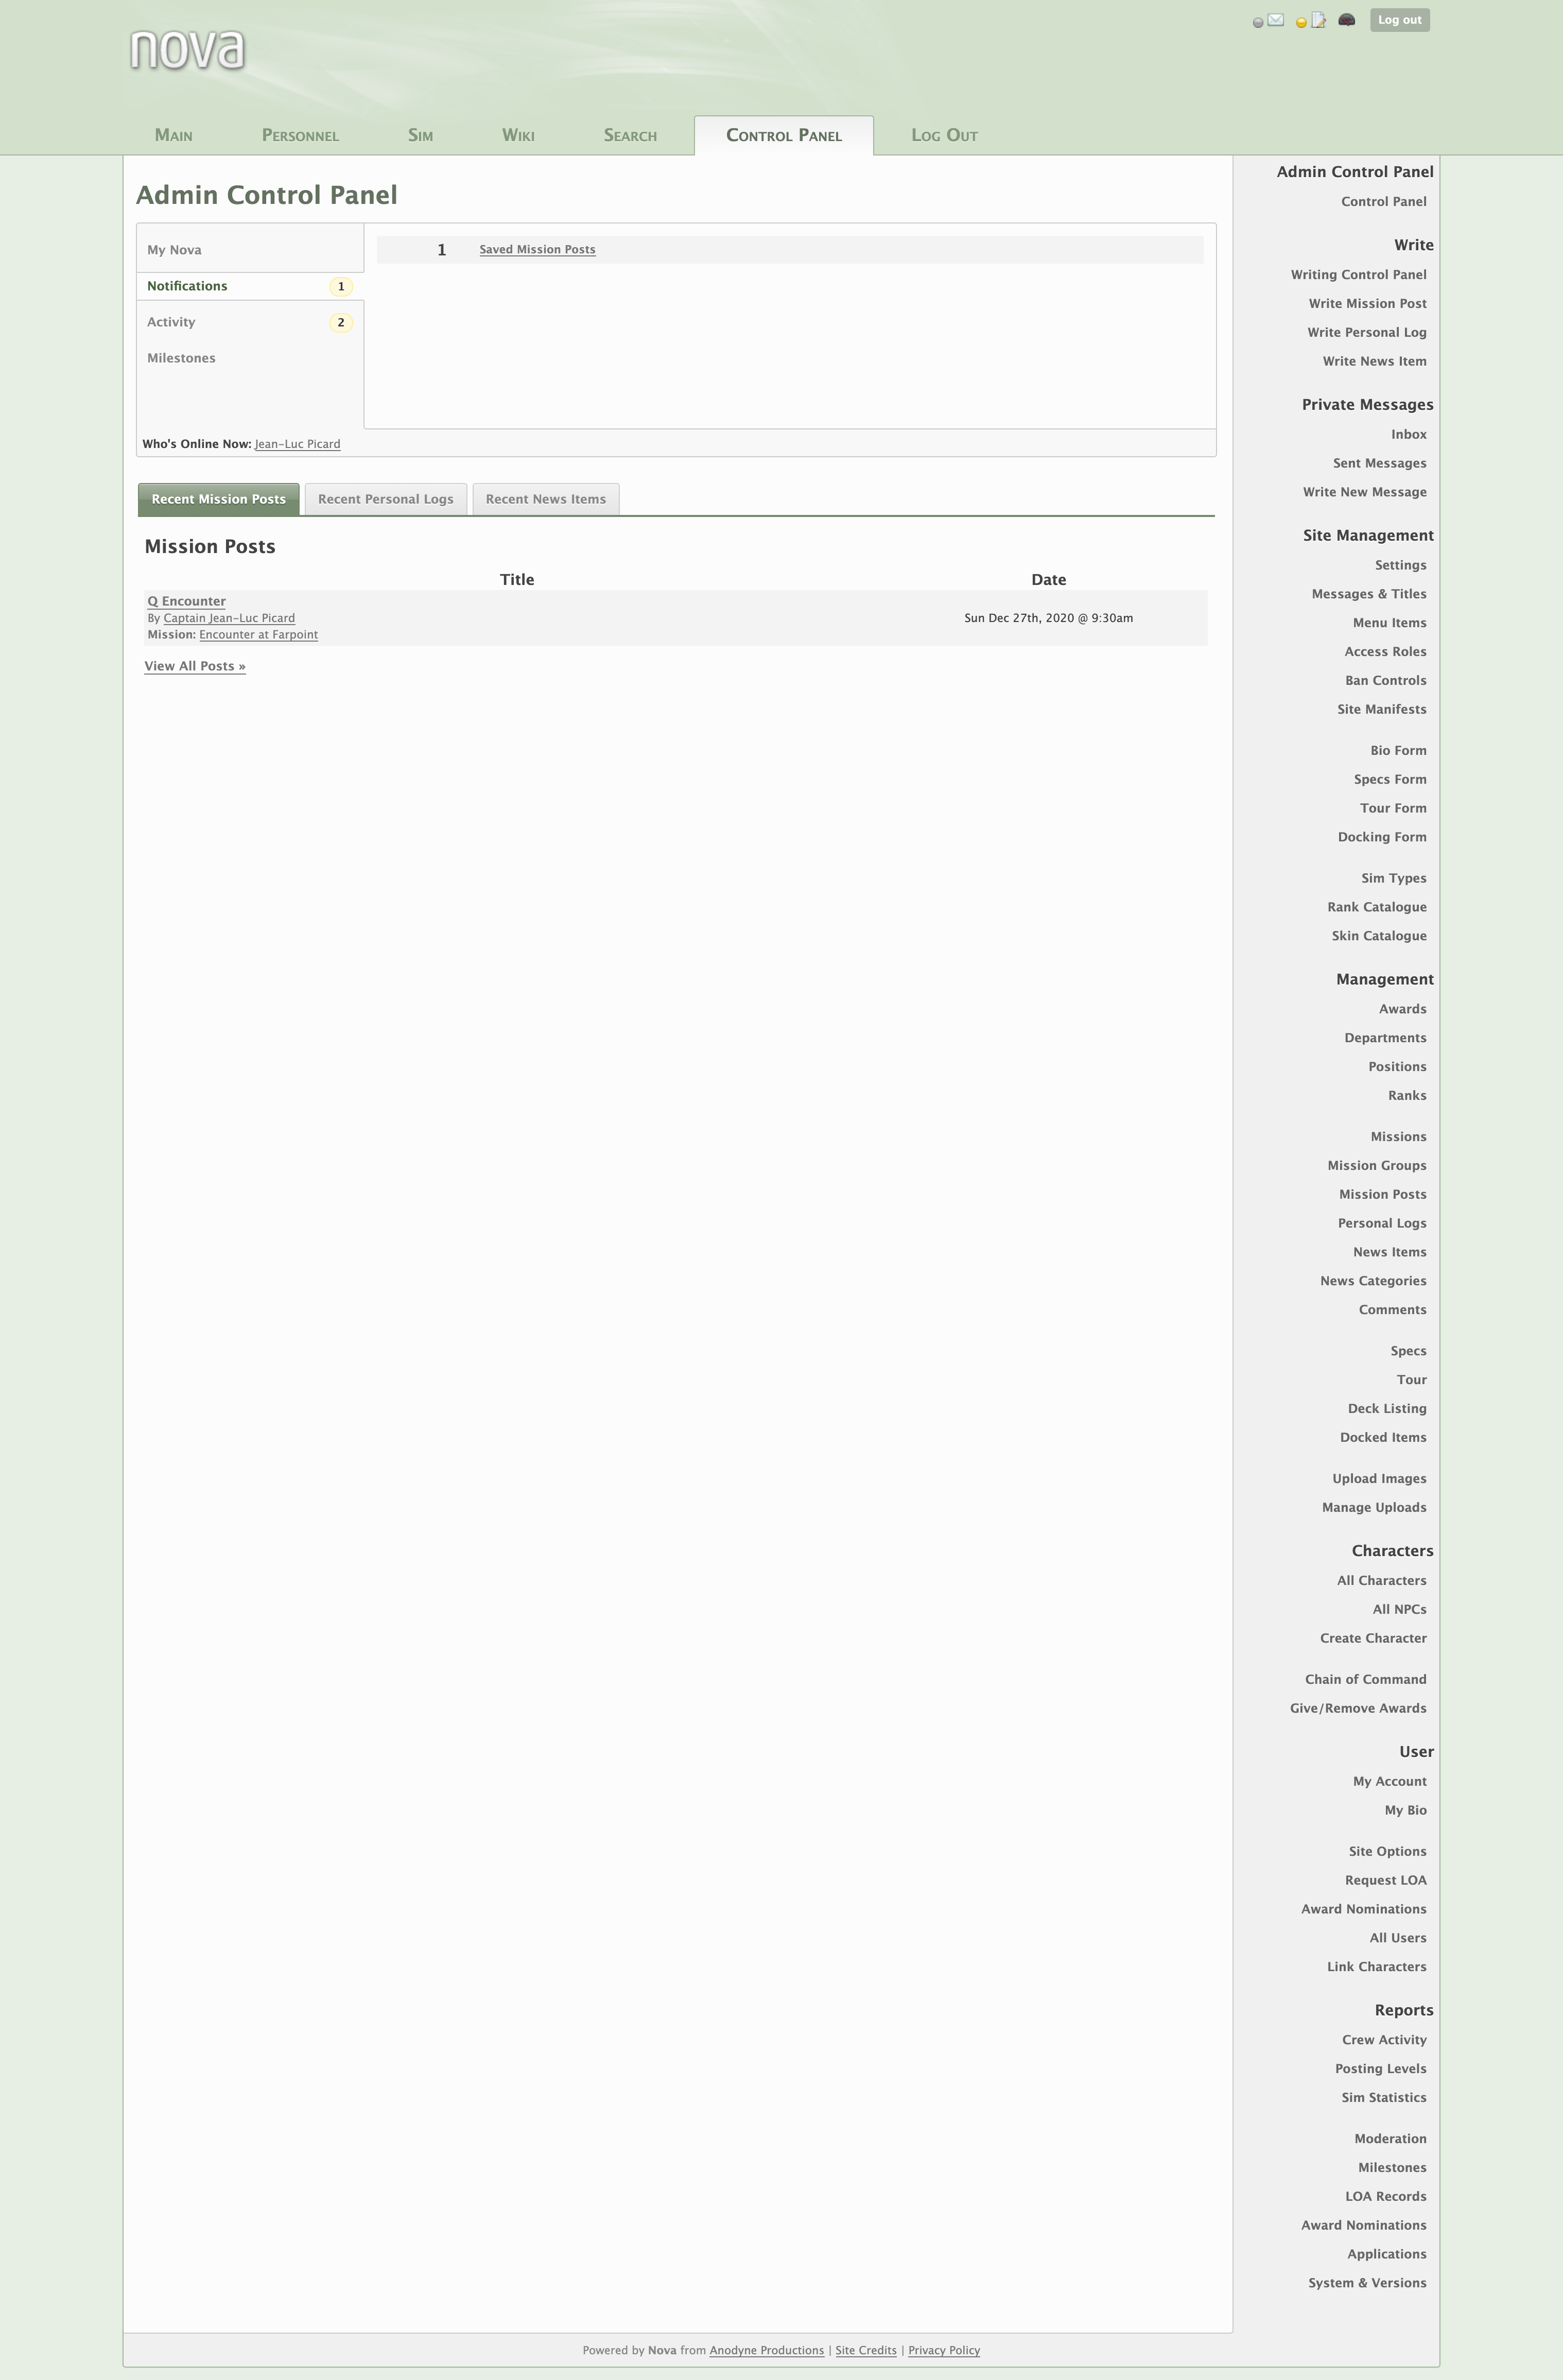 nova
Log out
Main Personnel Sim Wiki Search Control Panel Log Out
Admin Control Panel
My Nova
Notifications 1
Activity 2
Milestones
1 Saved Mission Posts
Who's Online Now: Jean-Luc Picard
Recent Mission Posts Recent Personal Logs Recent News Items
Mission Posts
Title Date
Q Encounter
By Captain Jean-Luc Picard
Mission: Encounter at Farpoint
Sun Dec 27th, 2020 @ 9:30am
View All Posts »
Admin Control Panel
Control Panel
Write
Writing Control Panel
Write Mission Post
Write Personal Log
Write News Item
Private Messages
Inbox
Sent Messages
Write New Message
Site Management
Settings
Messages & Titles
Menu Items
Access Roles
Ban Controls
Site Manifests
Bio Form
Specs Form
Tour Form
Docking Form
Sim Types
Rank Catalogue
Skin Catalogue
Management
Awards
Departments
Positions
Ranks
Missions
Mission Groups
Mission Posts
Personal Logs
News Items
News Categories
Comments
Specs
Tour
Deck Listing
Docked Items
Upload Images
Manage Uploads
Characters
All Characters
All NPCs
Create Character
Chain of Command
Give/Remove Awards
User
My Account
My Bio
Site Options
Request LOA
Award Nominations
All Users
Link Characters
Reports
Crew Activity
Posting Levels
Sim Statistics
Moderation
Milestones
LOA Records
Award Nominations
Applications
System & Versions
Powered by Nova from Anodyne Productions | Site Credits | Privacy Policy